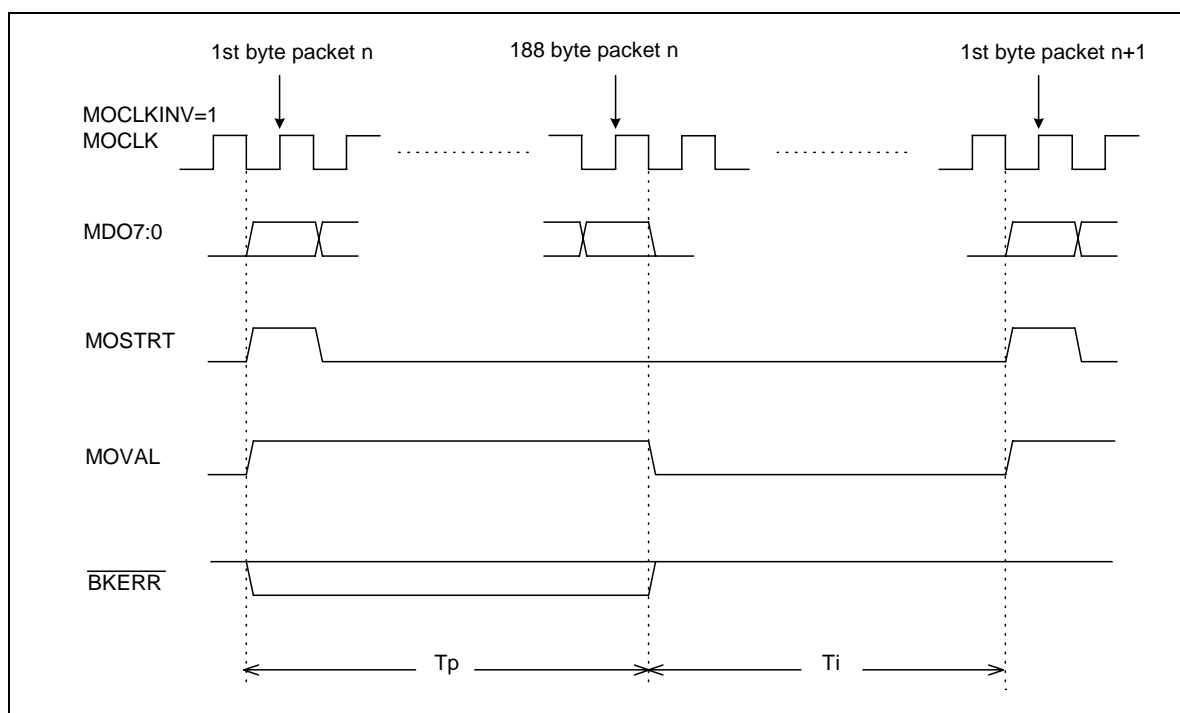 1st byte packet n
188 byte packet n
1st byte packet n+1
MOCLKINV=1
MOCLK
MDO7:0
MOSTRT
MOVAL
BKERR
Tp
Ti